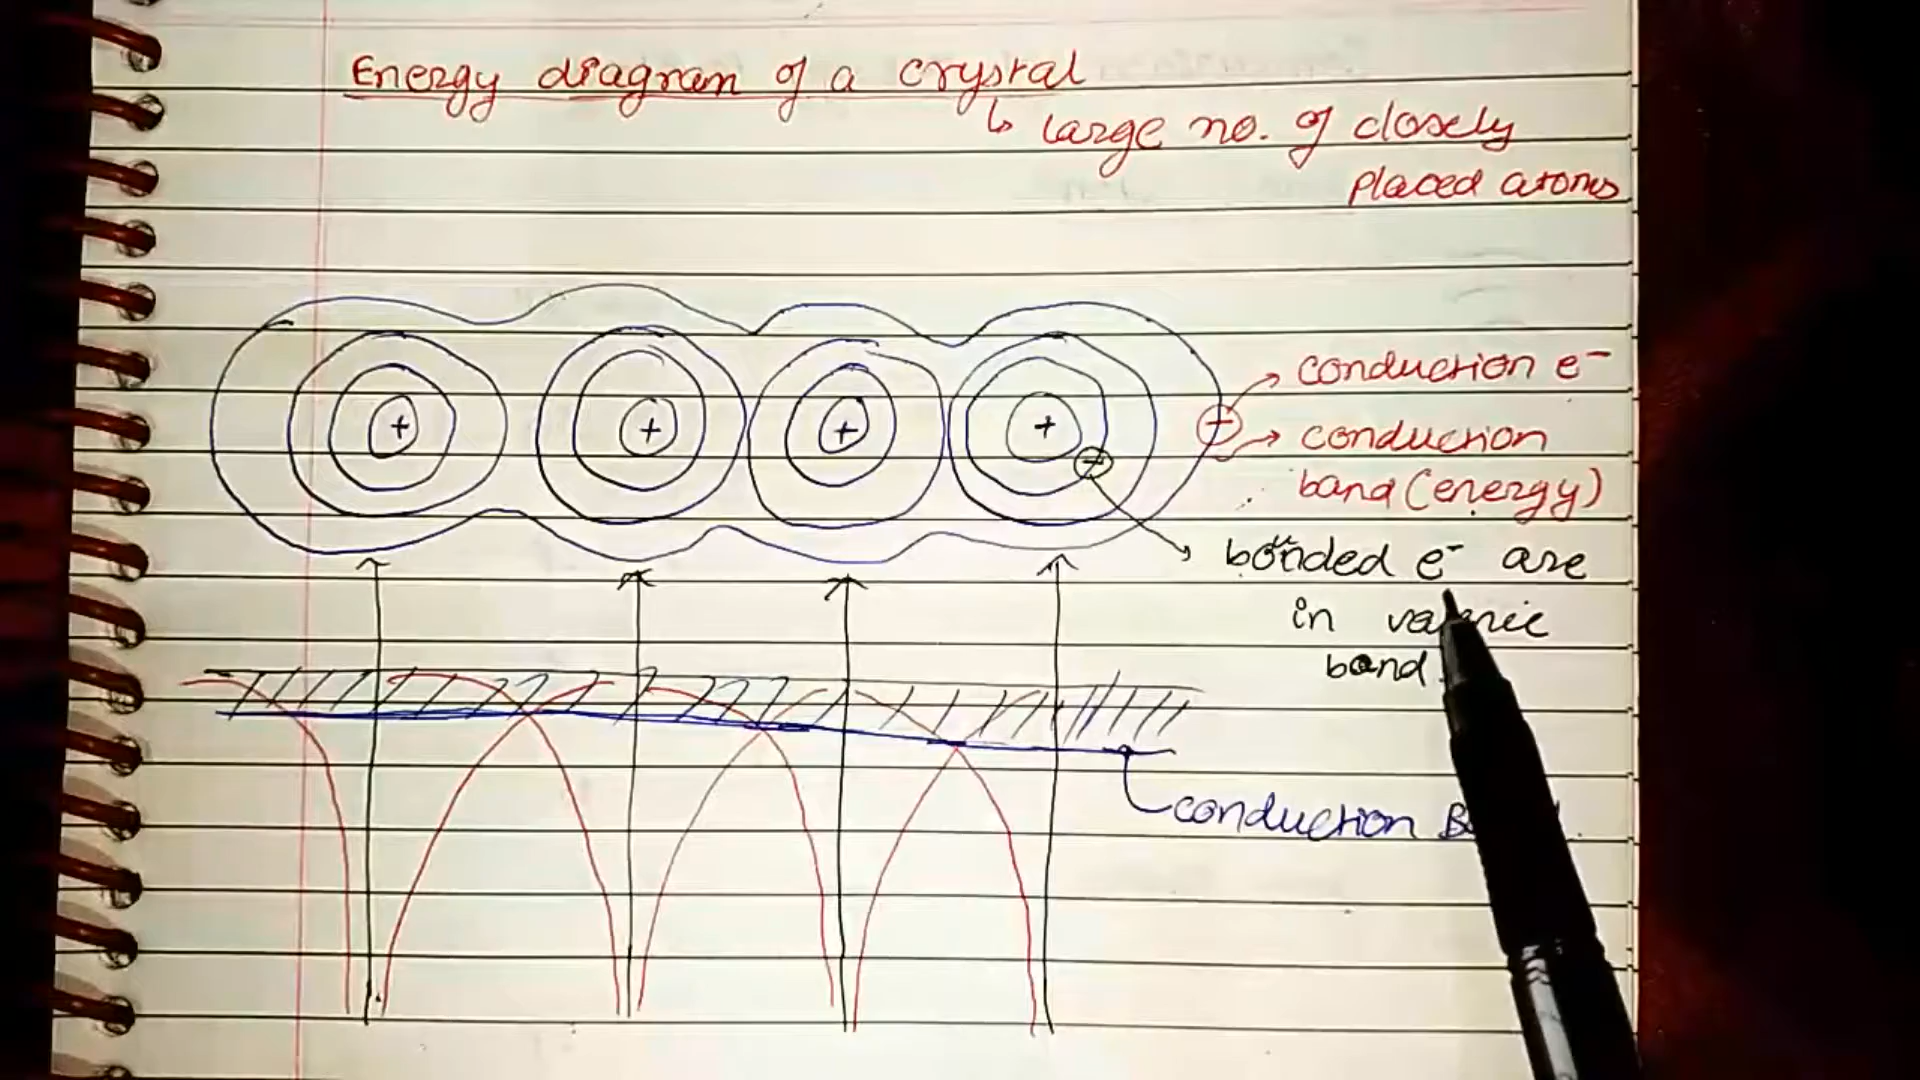 Energy diagram of a crystal
↳ large no. of closely
placed atoms
+ + + +
conduction e⁻
conduction
band (energy)
bonded e⁻ are
in
band.
conduction